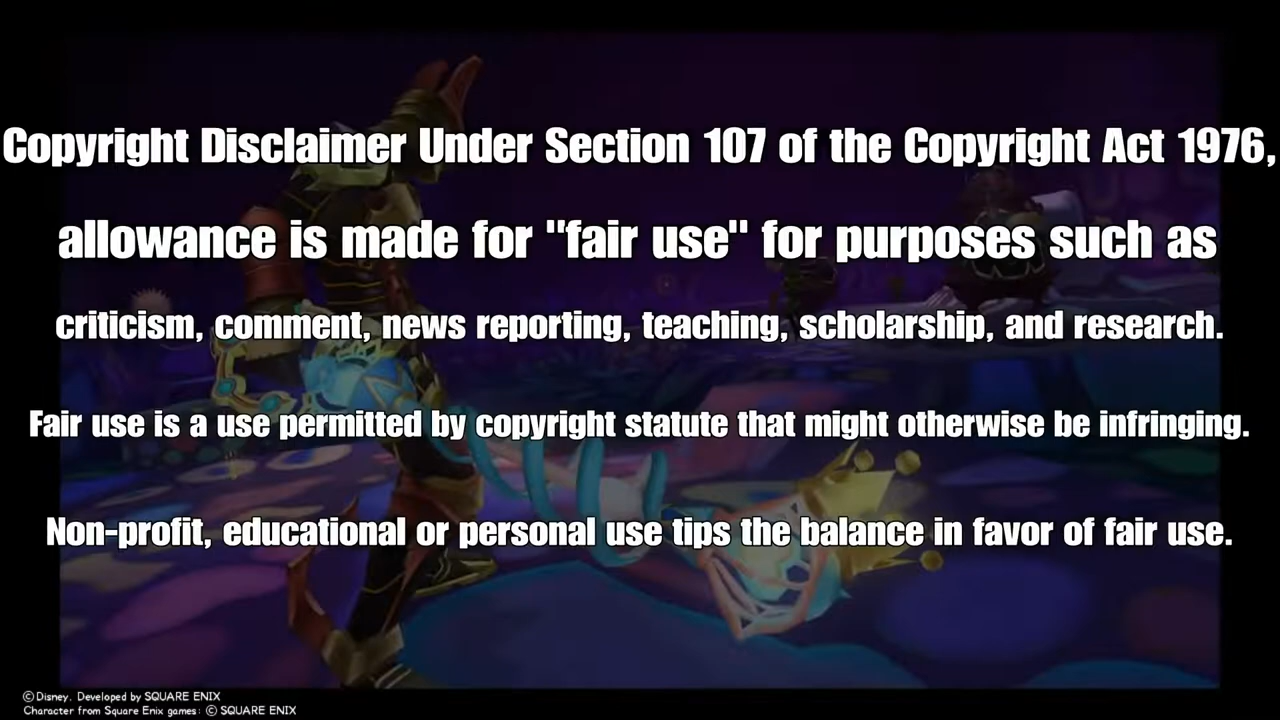 Copyright Disclaimer Under Section 107 of the Copyright Act 1976,
allowance is made for "fair use" for purposes such as
criticism, comment, news reporting, teaching, scholarship, and research.
Fair use is a use permitted by copyright statute that might otherwise be infringing.
Non-profit, educational or personal use tips the balance in favor of fair use.
© Disney. Developed by SQUARE ENIX
Character from Square Enix games: © SQUARE ENIX